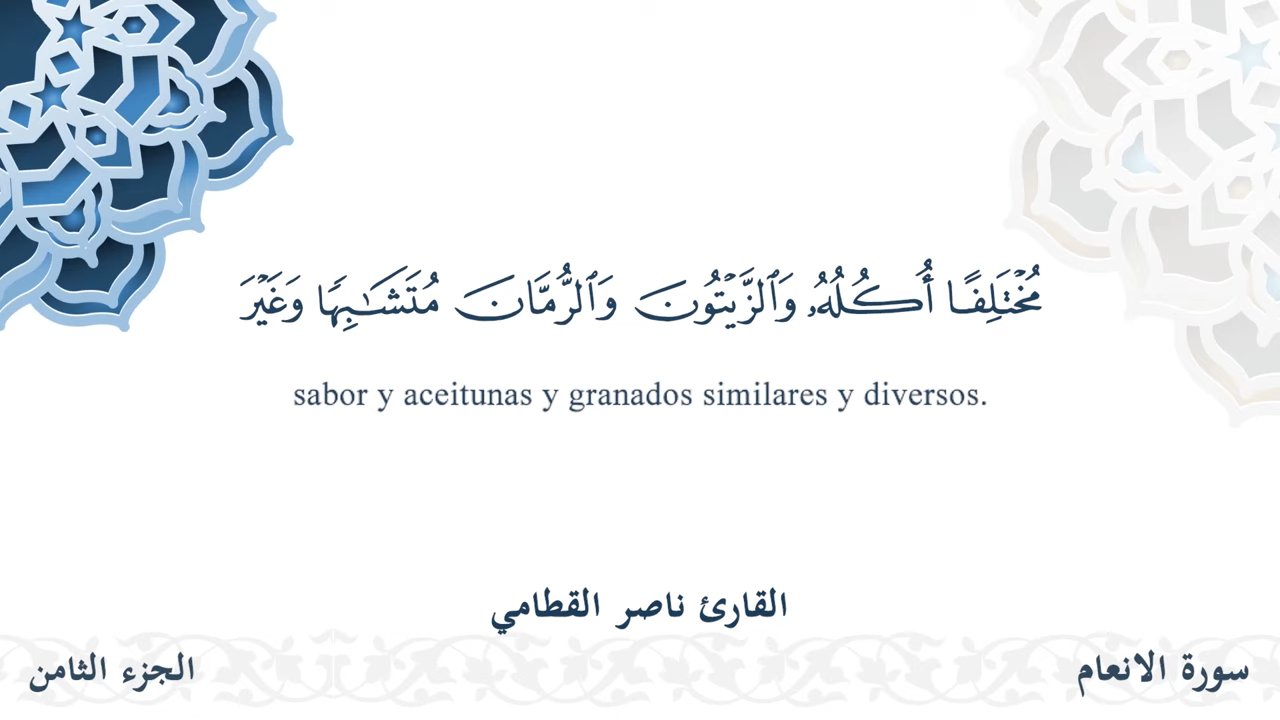 مُخْتَلِفًا أُكُلُهُۥ وَٱلزَّيْتُونَ وَٱلرُّمَّانَ مُتَشَـٰبِهًا وَغَيْرَ
sabor y aceitunas y granados similares y diversos.
القارئ ناصر القطامي
سورة الانعام
الجزء الثامن